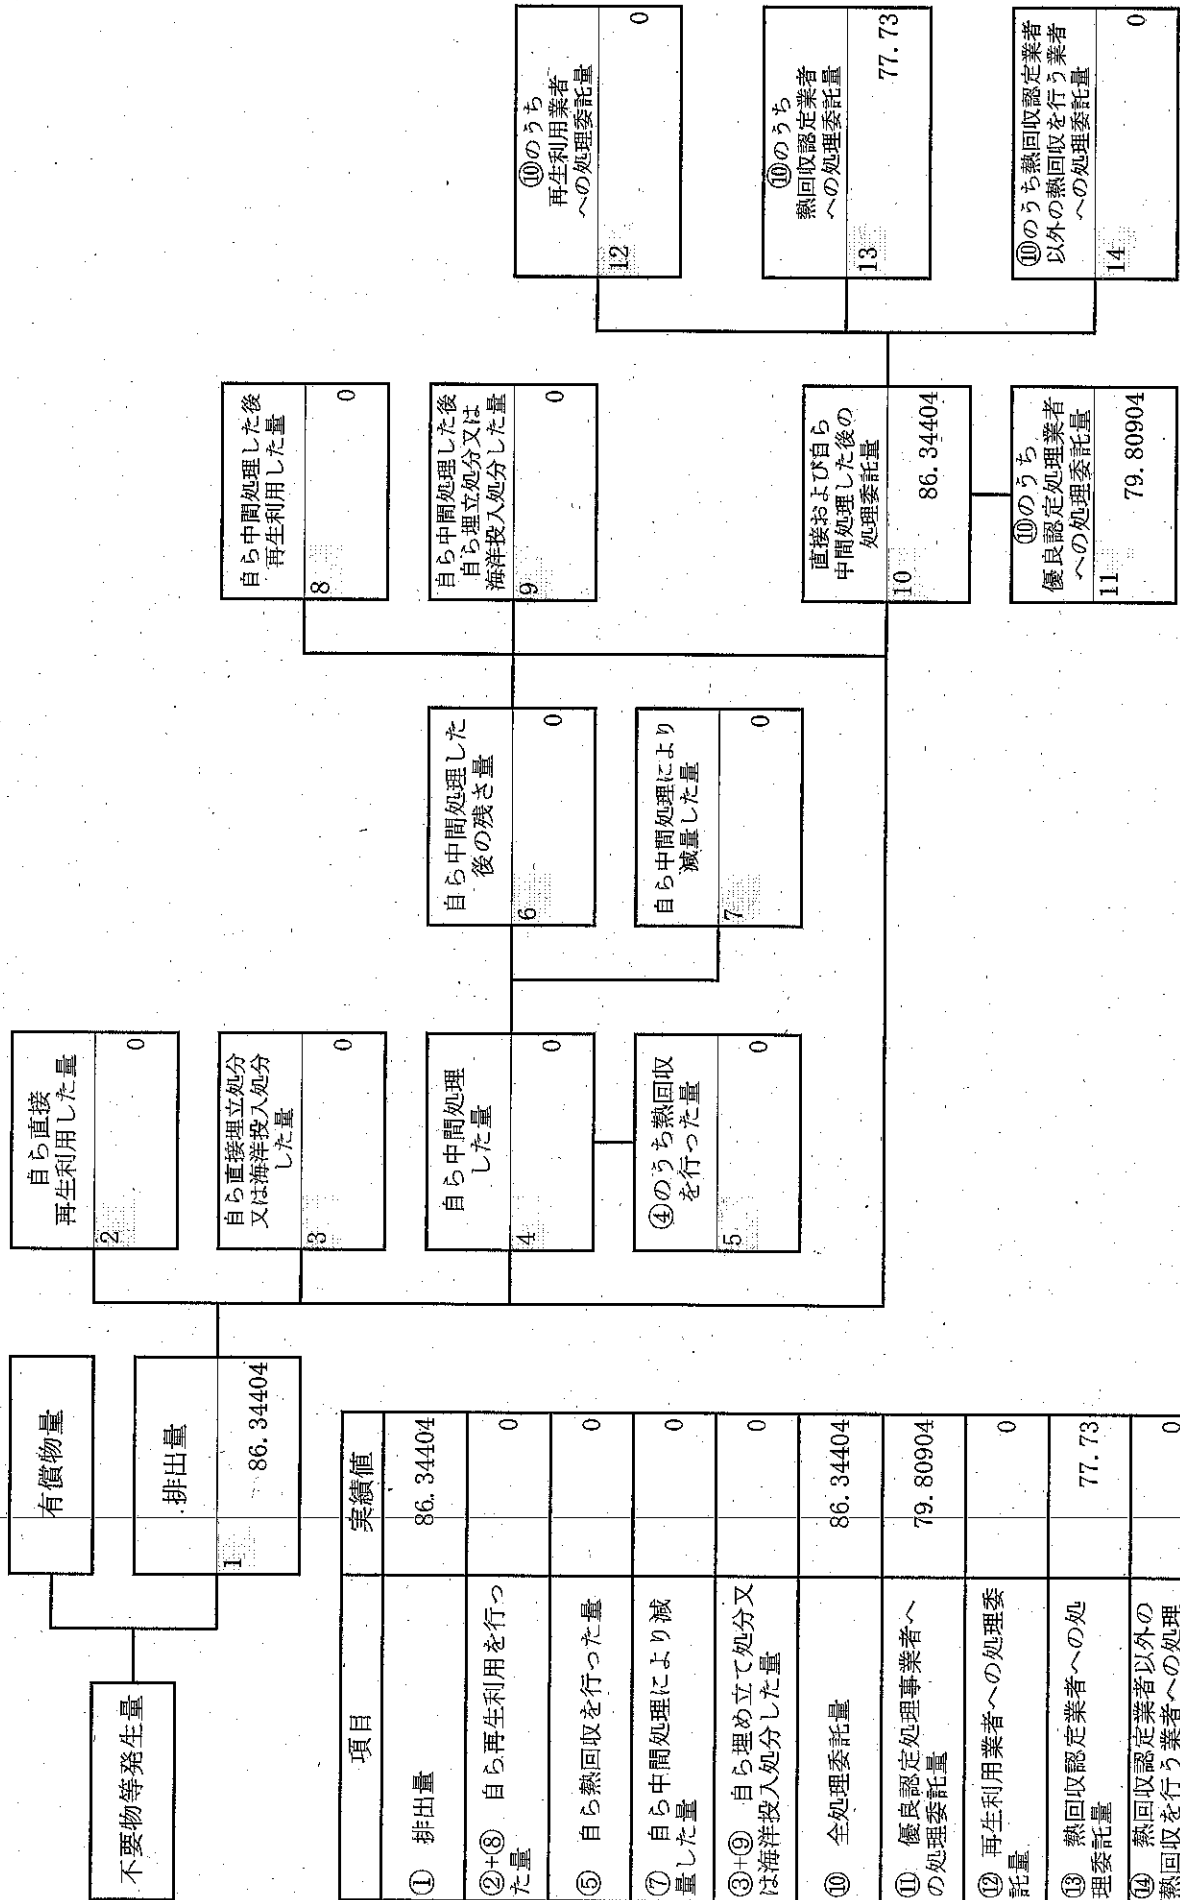 不要物等発生量
有償物量
排出量
1
86.34404
自ら直接
再生利用した量
2
0
自ら直接埋立処分
又は海洋投入処分
した量
3
0
自ら中間処理
した量
4
0
④のうち熱回収
を行った量
5
0
自ら中間処理した
後の残さ量
6
0
自ら中間処理により
減量した量
7
0
自ら中間処理した後
再生利用した量
8
0
自ら中間処理した後
自ら埋立処分又は
海洋投入処分した量
9
0
直接および自ら
中間処理した後の
処理委託量
10
86.34404
⑩のうち
優良認定処理業者
への処理委託量
11
79.80904
⑩のうち
再生利用業者
への処理委託量
12
0
⑩のうち
熱回収認定業者
への処理委託量
13
77.73
⑩のうち熱回収認定業者
以外の熱回収を行う業者
への処理委託量
14
0
項目 実績値
① 排出量 86.34404
②+⑧ 自ら再生利用を行っ
た量 0
⑤ 自ら熱回収を行った量 0
⑦ 自ら中間処理により減
量した量 0
③+⑨ 自ら埋め立て処分又
は海洋投入処分した量 0
⑩ 全処理委託量 86.34404
⑪ 優良認定処理事業者へ
の処理委託量 79.80904
⑫ 再生利用業者への処理委
託量 0
⑬ 熱回収認定業者への処
理委託量 77.73
⑭ 熱回収認定業者以外の
熱回収を行う業者への処理 0